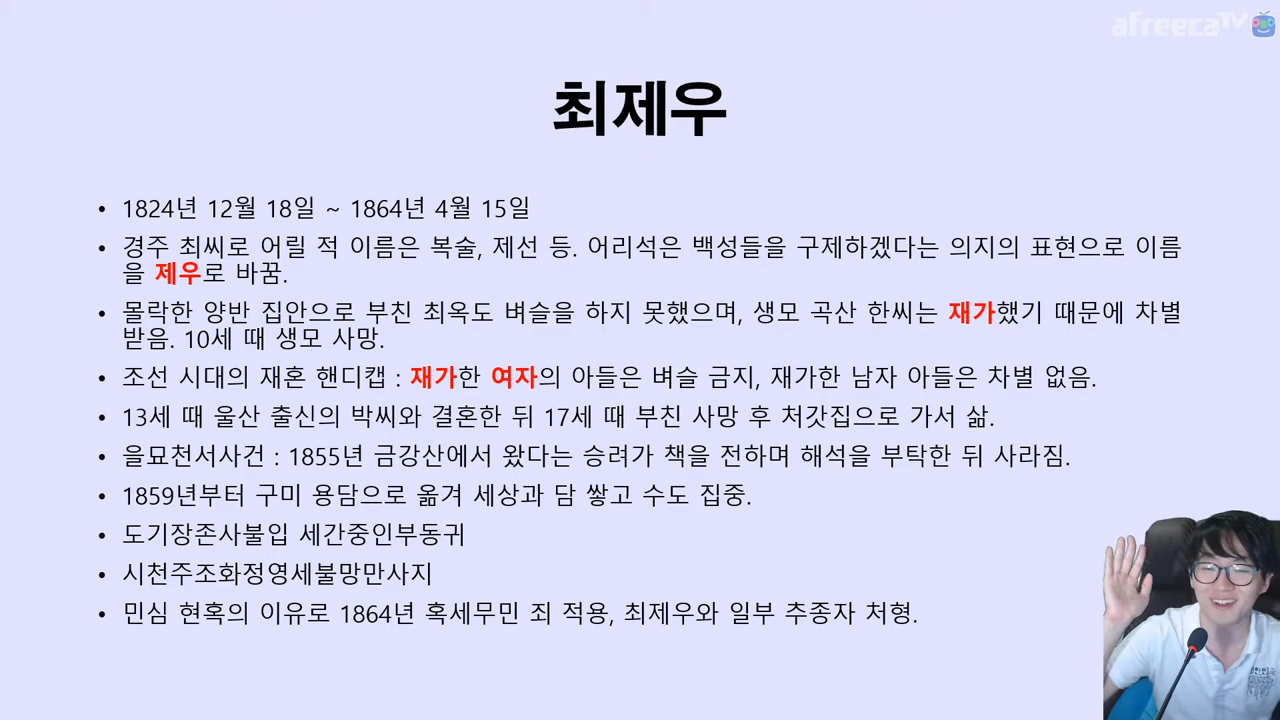 afreecaTV
최제우
• 1824년 12월 18일 ~ 1864년 4월 15일
• 경주 최씨로 어릴 적 이름은 복술, 제선 등. 어리석은 백성들을 구제하겠다는 의지의 표현으로 이름
을 제우로 바꿈.
• 몰락한 양반 집안으로 부친 최옥도 벼슬을 하지 못했으며, 생모 곡산 한씨는 재가했기 때문에 차별
받음. 10세 때 생모 사망.
• 조선 시대의 재혼 핸디캡 : 재가한 여자의 아들은 벼슬 금지, 재가한 남자 아들은 차별 없음.
• 13세 때 울산 출신의 박씨와 결혼한 뒤 17세 때 부친 사망 후 처갓집으로 가서 삶.
• 을묘천서사건 : 1855년 금강산에서 왔다는 승려가 책을 전하며 해석을 부탁한 뒤 사라짐.
• 1859년부터 구미 용담으로 옮겨 세상과 담 쌓고 수도 집중.
• 도기장존사불입 세간중인부동귀
• 시천주조화정영세불망만사지
• 민심 현혹의 이유로 1864년 혹세무민 죄 적용, 최제우와 일부 추종자 처형.